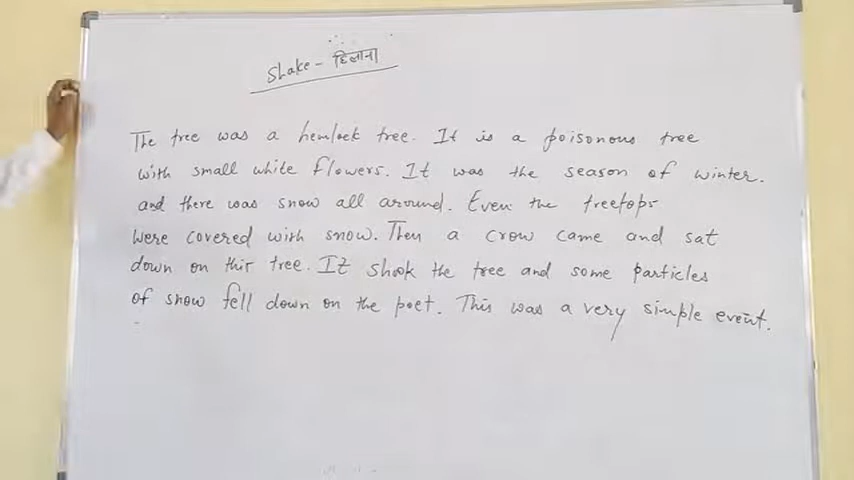 Shake - हिलाना
The tree was a hemlock tree. It is a poisonous tree
with small white flowers. It was the season of winter.
and there was snow all around. Even the treetops
were covered with snow. Then a crow came and sat
down on this tree. It shook the tree and some particles
of snow fell down on the poet. This was a very simple event.